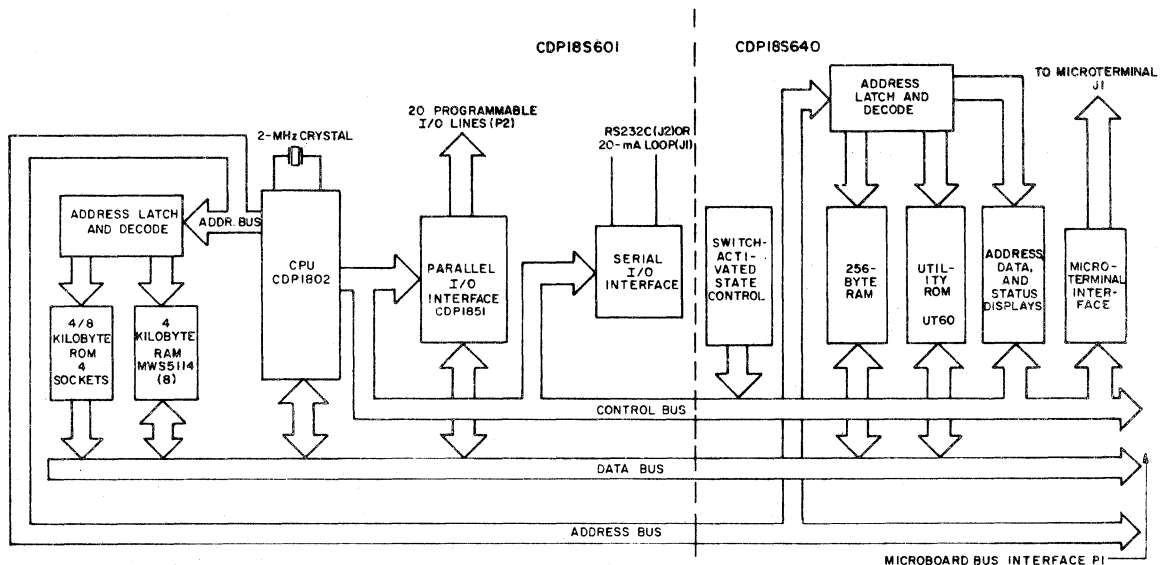 CDP18S601
CDP18S640
TO MICROTERMINAL
J1
ADDRESS
LATCH AND
DECODE
20 PROGRAMMABLE
I/O LINES (P2)
RS232C (J2) OR
20-mA LOOP (J1)
2-MHz CRYSTAL
ADDRESS LATCH
AND DECODE
ADDR. BUS
CPU
CDP1802
PARALLEL
I/O
INTERFACE
CDP1851
SERIAL
I/O
INTERFACE
SWITCH-
ACTI-
VATED
STATE
CONTROL
256-
BYTE
RAM
UTIL-
ITY
ROM
UT60
ADDRESS,
DATA,
AND
STATUS
DISPLAYS
MICRO-
TERMINAL
INTER-
FACE
4/8
KILOBYTE
ROM
4
SOCKETS
4
KILOBYTE
RAM
MWS5114
(8)
CONTROL BUS
DATA BUS
ADDRESS BUS
MICROBOARD BUS INTERFACE P1